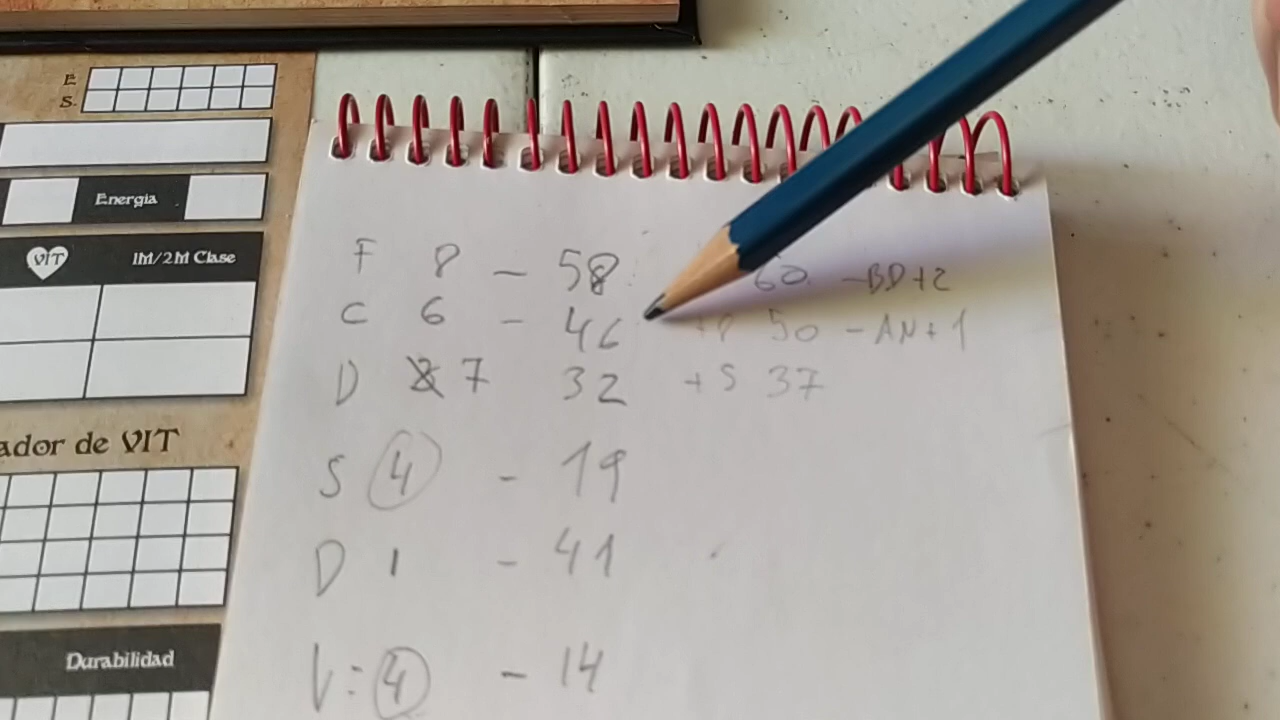 E
S.
Energía
VIT 1M/2M Clase
ador de VIT
Durabilidad
F 8 - 58 60 -BD+2
C 6 - 46 50 - AN+1
D 7 32 +5 37
S 4 - 19
D 1 - 41
V: 4 - 14